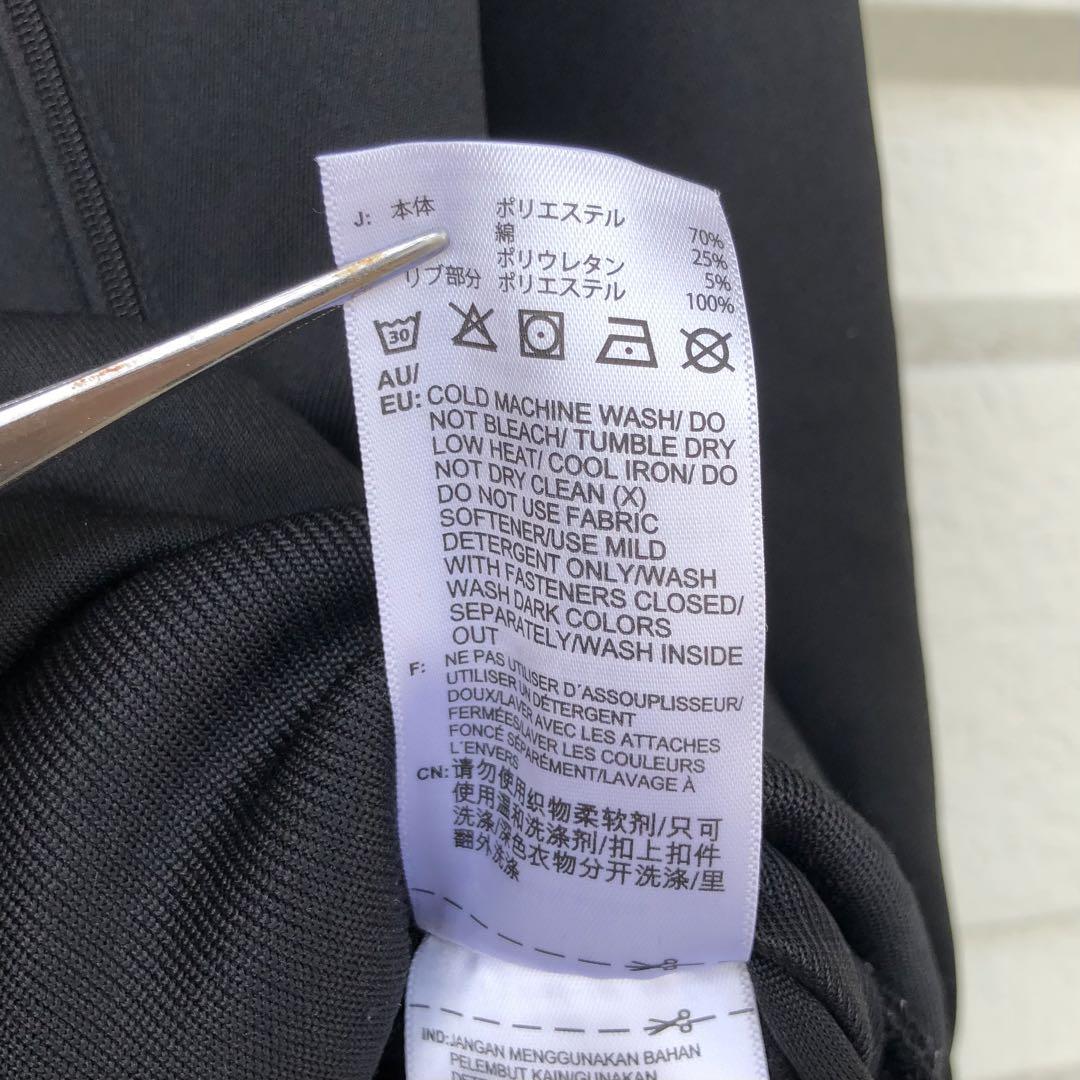 J: 本体 ポリエステル 70%
綿 25%
ポリウレタン 5%
リブ部分 ポリエステル 100%
30
AU/
EU: COLD MACHINE WASH/ DO
NOT BLEACH/ TUMBLE DRY
LOW HEAT/ COOL IRON/ DO
NOT DRY CLEAN (X)
DO NOT USE FABRIC
SOFTENER/USE MILD
DETERGENT ONLY/WASH
WITH FASTENERS CLOSED/
WASH DARK COLORS
SEPARATELY/WASH INSIDE
OUT
F: NE PAS UTILISER D'ASSOUPLISSEUR/
UTILISER UN DÉTERGENT
DOUX/LAVER AVEC LES ATTACHES
FERMÉES/LAVER LES COULEURS
FONCÉ SÉPARÉMENT/LAVAGE À
L'ENVERS
CN: 请勿使用织物柔软剂/只可
使用温和洗涤剂/扣上扣件
洗涤/深色衣物分开洗涤/里
翻外洗涤
IND:JANGAN MENGGUNAKAN BAHAN
PELEMBUT KAIN/GUNAKAN